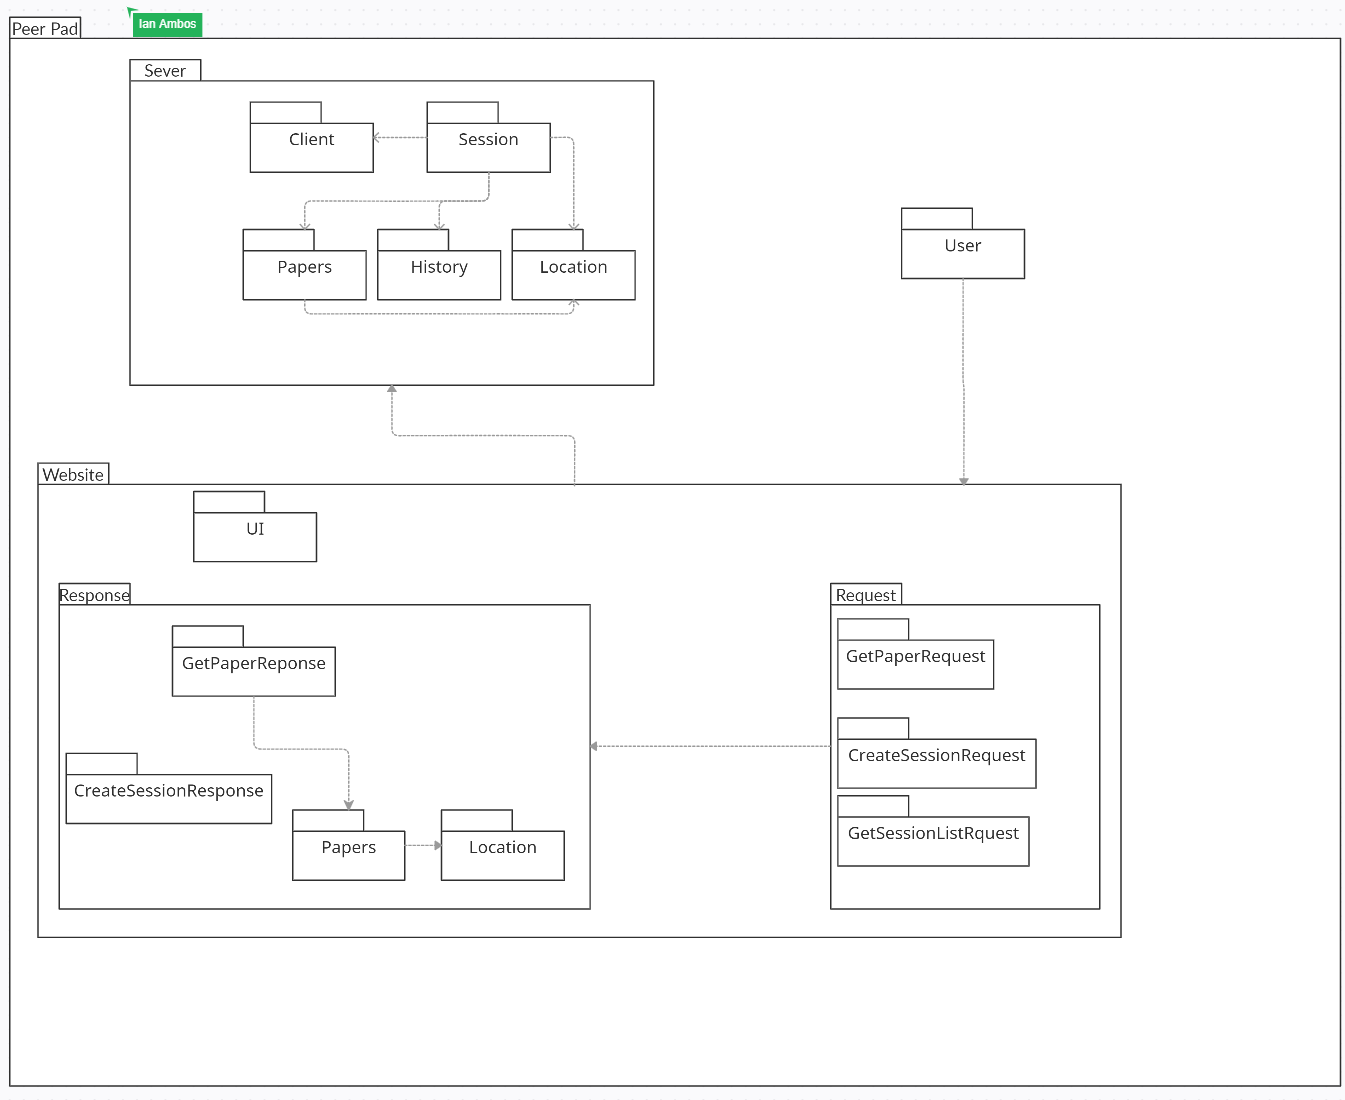 Peer Pad
Ian Ambos
Sever
Client
Session
Papers
History
Location
User
Website
UI
Response
GetPaperReponse
CreateSessionResponse
Papers
Location
Request
GetPaperRequest
CreateSessionRequest
GetSessionListRquest